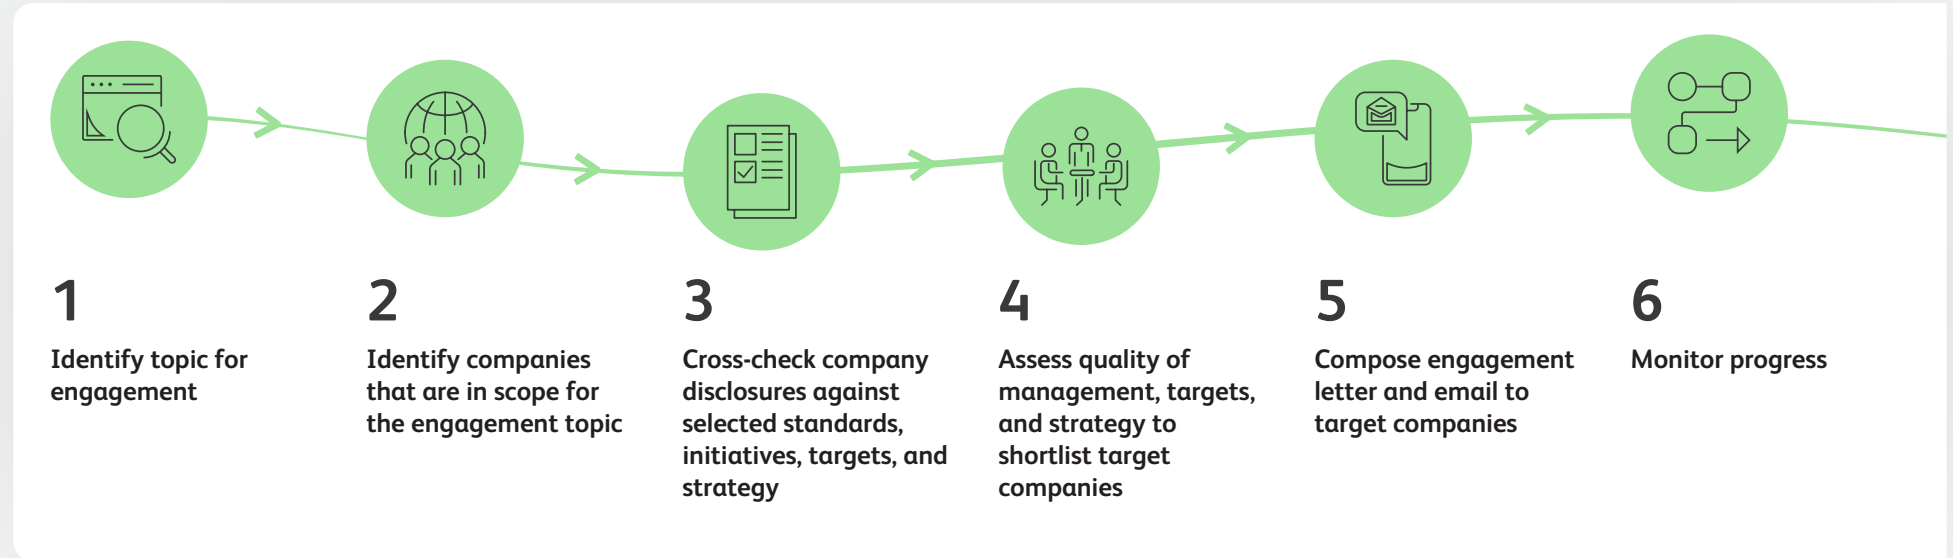 1
Identify topic for
engagement
2
Identify companies
that are in scope for
the engagement topic
3
Cross-check company
disclosures against
selected standards,
initiatives, targets, and
strategy
4
Assess quality of
management, targets,
and strategy to
shortlist target
companies
5
Compose engagement
letter and email to
target companies
6
Monitor progress